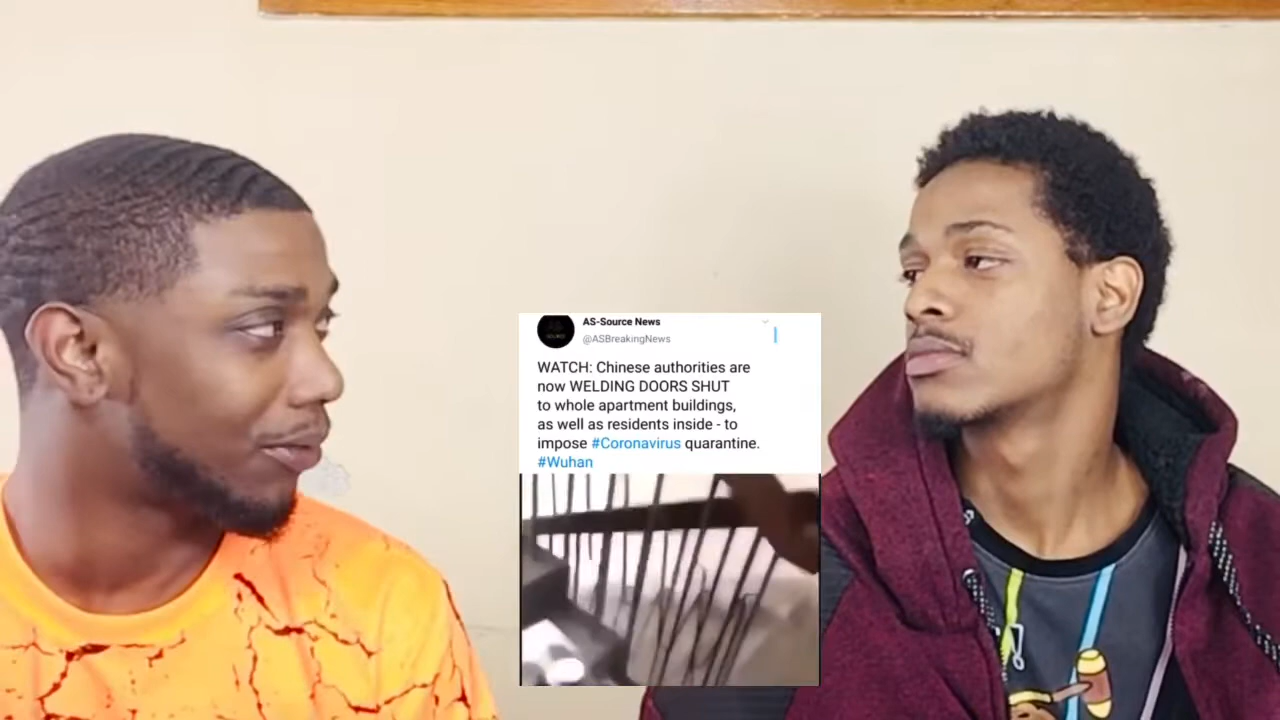 AS-Source News
@ASBreakingNews
WATCH: Chinese authorities are
now WELDING DOORS SHUT
to whole apartment buildings,
as well as residents inside - to
impose #Coronavirus quarantine.
#Wuhan